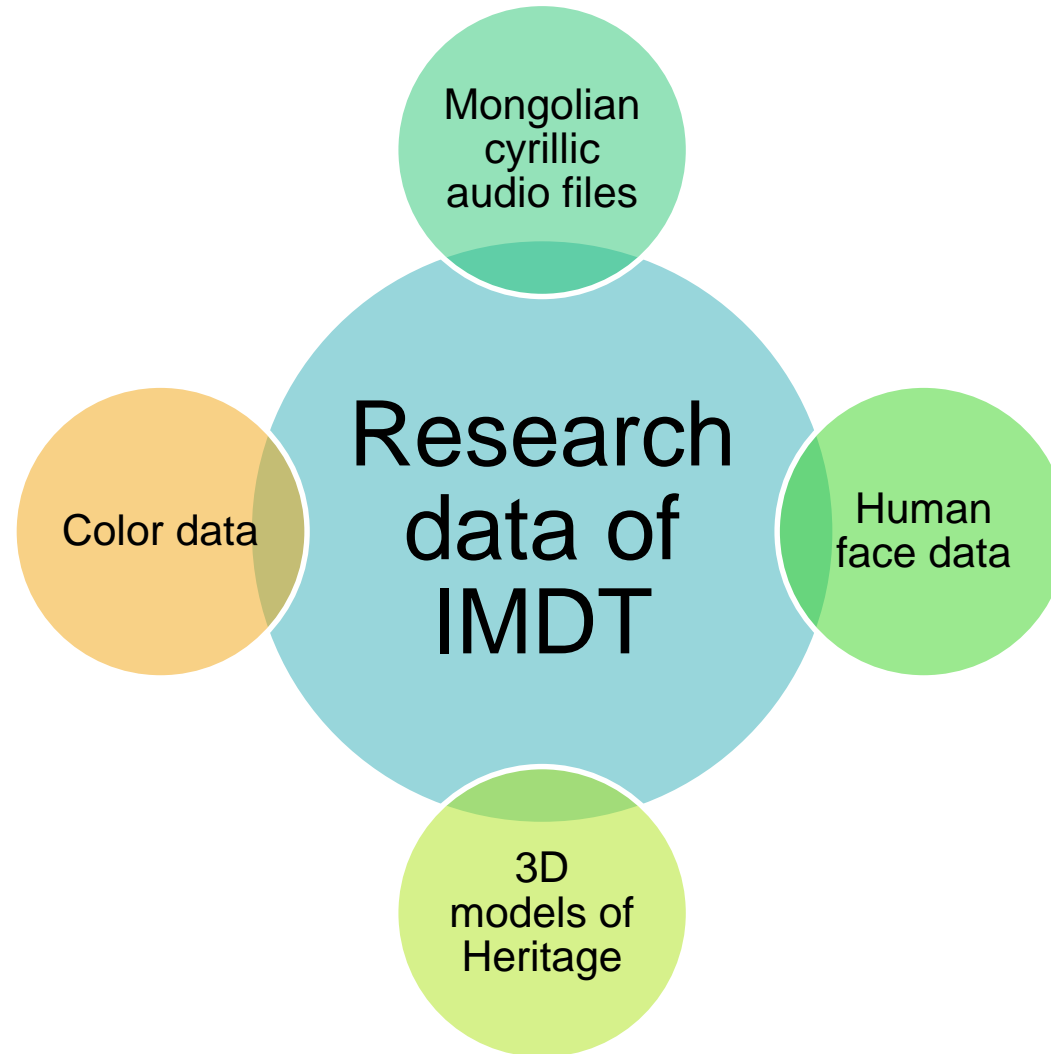 Mongolian
cyrillic
audio files
Color data
Research
data of
IMDT
Human
face data
3D
models of
Heritage